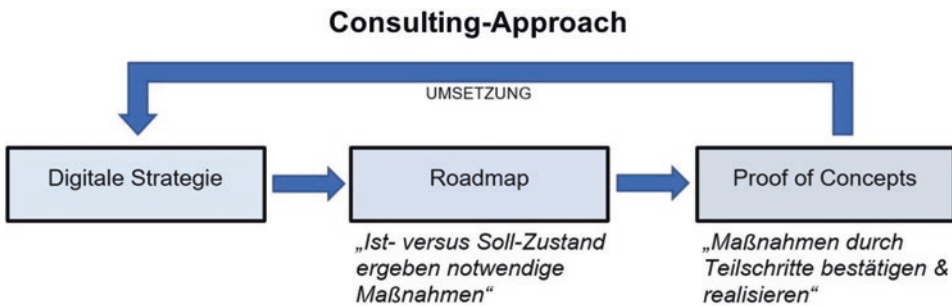 Consulting-Approach
UMSETZUNG
Digitale Strategie
Roadmap
Proof of Concepts
„Ist- versus Soll-Zustand
ergeben notwendige
Maßnahmen“
„Maßnahmen durch
Teilschritte bestätigen &
realisieren“